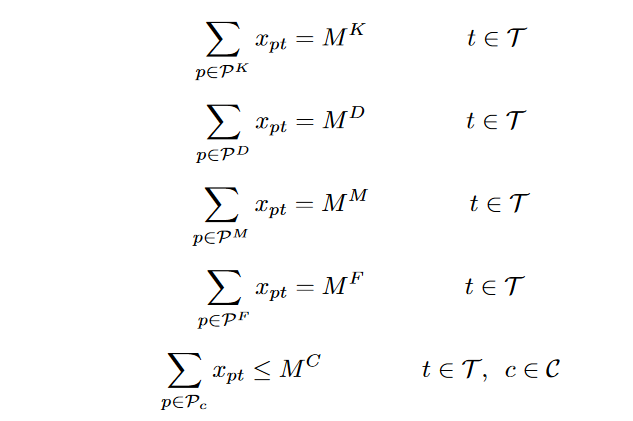 ∑_{p∈𝒫^K} x_{pt} = M^K t ∈ 𝒯
∑_{p∈𝒫^D} x_{pt} = M^D t ∈ 𝒯
∑_{p∈𝒫^M} x_{pt} = M^M t ∈ 𝒯
∑_{p∈𝒫^F} x_{pt} = M^F t ∈ 𝒯
∑_{p∈𝒫_c} x_{pt} ≤ M^C t ∈ 𝒯, c ∈ 𝒞